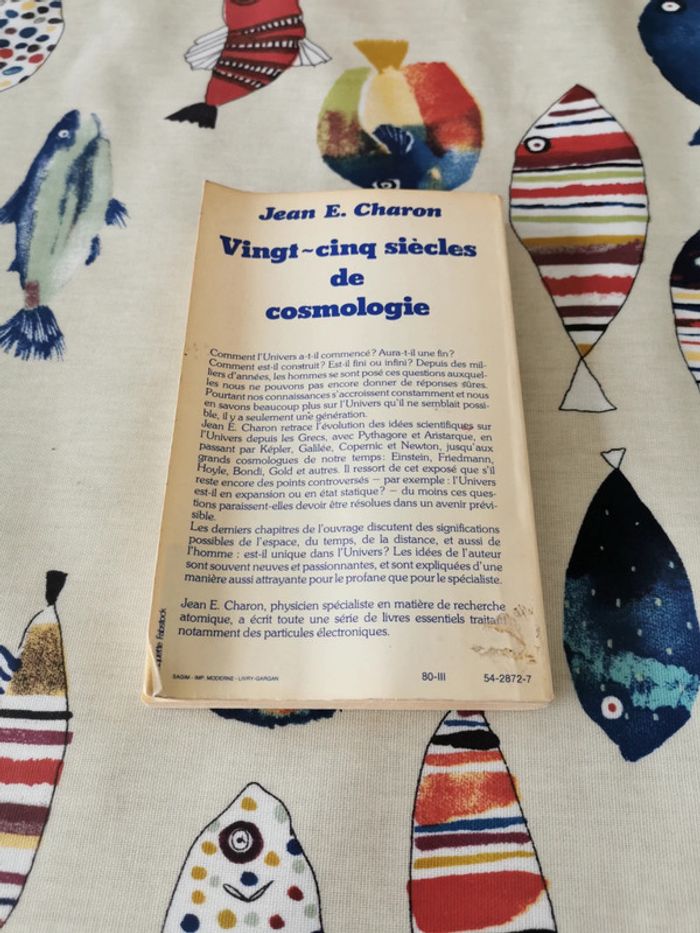 Jean E. Charon
Vingt~cinq siècles
de
cosmologie
Comment l'Univers a-t-il commencé? Aura-t-il une fin?
Comment est-il construit? Est-il fini ou infini? Depuis des mil-
liers d'années, les hommes se sont posé ces questions auxquel-
les nous ne pouvons pas encore donner de réponses sûres.
Pourtant nos connaissances s'accroissent constamment et nous
en savons beaucoup plus sur l'Univers qu'il ne semblait possi-
ble, il y a seulement une génération.
Jean E. Charon retrace l'évolution des idées scientifiques sur
l'Univers depuis les Grecs, avec Pythagore et Aristarque, en
passant par Képler, Galilée, Copernic et Newton, jusqu'aux
grands cosmologues de notre temps: Einstein, Friedmann,
Hoyle, Bondi, Gold et autres. Il ressort de cet exposé que s'il
reste encore des points controversés – par exemple : l'Univers
est-il en expansion ou en état statique? – du moins ces ques-
tions paraissent-elles devoir être résolues dans un avenir prévi-
sible.
Les derniers chapitres de l'ouvrage discutent des significations
possibles de l'espace, du temps, de la distance, et aussi de
l'homme : est-il unique dans l'Univers? Les idées de l'auteur
sont souvent neuves et passionnantes, et sont expliquées d'une
manière aussi attrayante pour le profane que pour le spécialiste.
Jean E. Charon, physicien spécialiste en matière de recherche
atomique, a écrit toute une série de livres essentiels traitant
notamment des particules électroniques.
Fabstock
SAGIM - IMP. MODERNE - LIVRY-GARGAN 80-III 54-2872-7